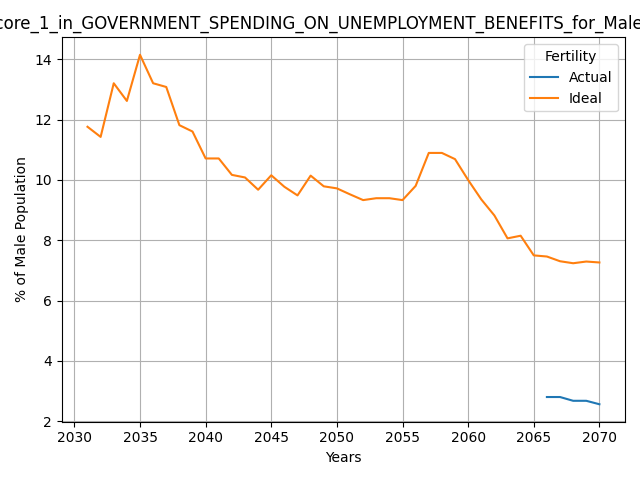 core_1_in_GOVERNMENT_SPENDING_ON_UNEMPLOYMENT_BENEFITS_for_Male
Fertility
Actual
Ideal
% of Male Population
14
12
10
8
6
4
2
2030 2035 2040 2045 2050 2055 2060 2065 2070
Years